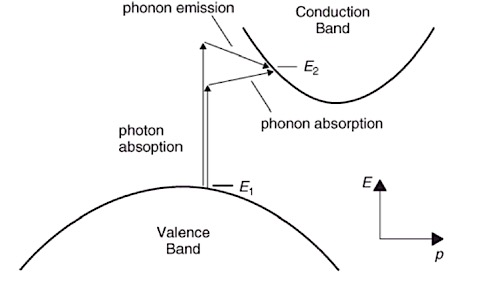 phonon emission
Conduction
Band
E2
phonon absorption
photon
absoption
E1
Valence
Band
E
p